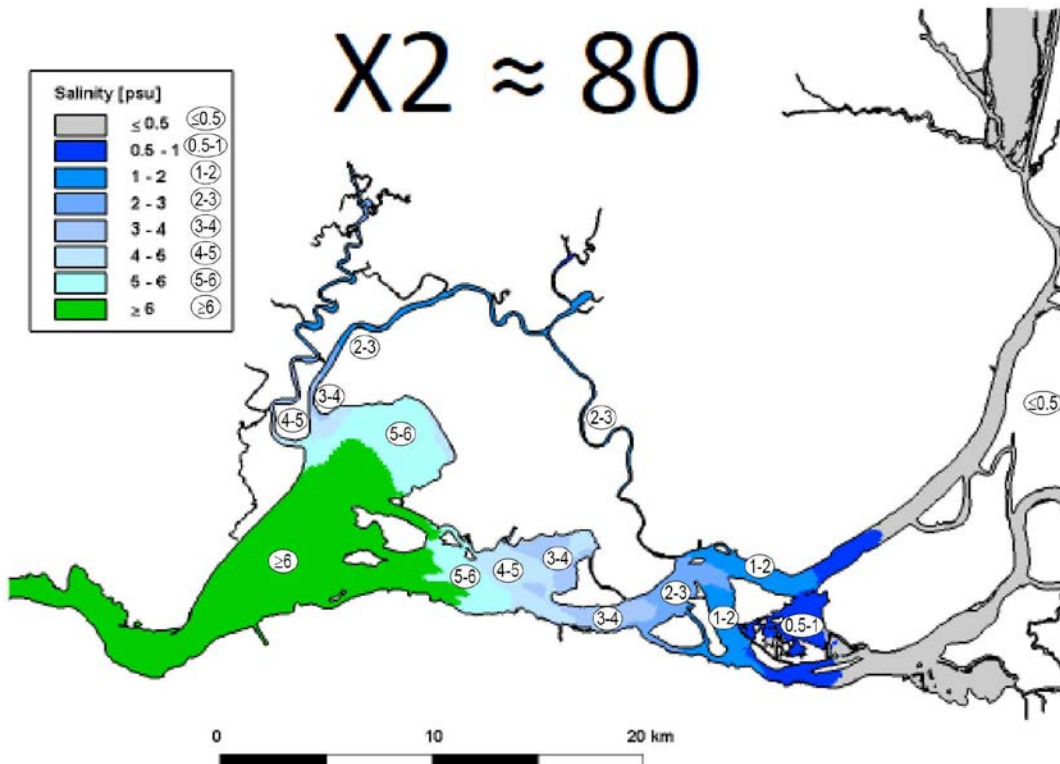 X2 ≈ 80
Salinity [psu]
≤ 0.5 ≤0.5
0.5 - 1 0.5-1
1 - 2 1-2
2 - 3 2-3
3 - 4 3-4
4 - 5 4-5
5 - 6 5-6
≥ 6 ≥6
2-3
3-4
4-5
5-6
2-3
≤0.5
≥6
5-6
4-5
3-4
3-4
2-3
1-2
1-2
0.5-1
0 10 20 km